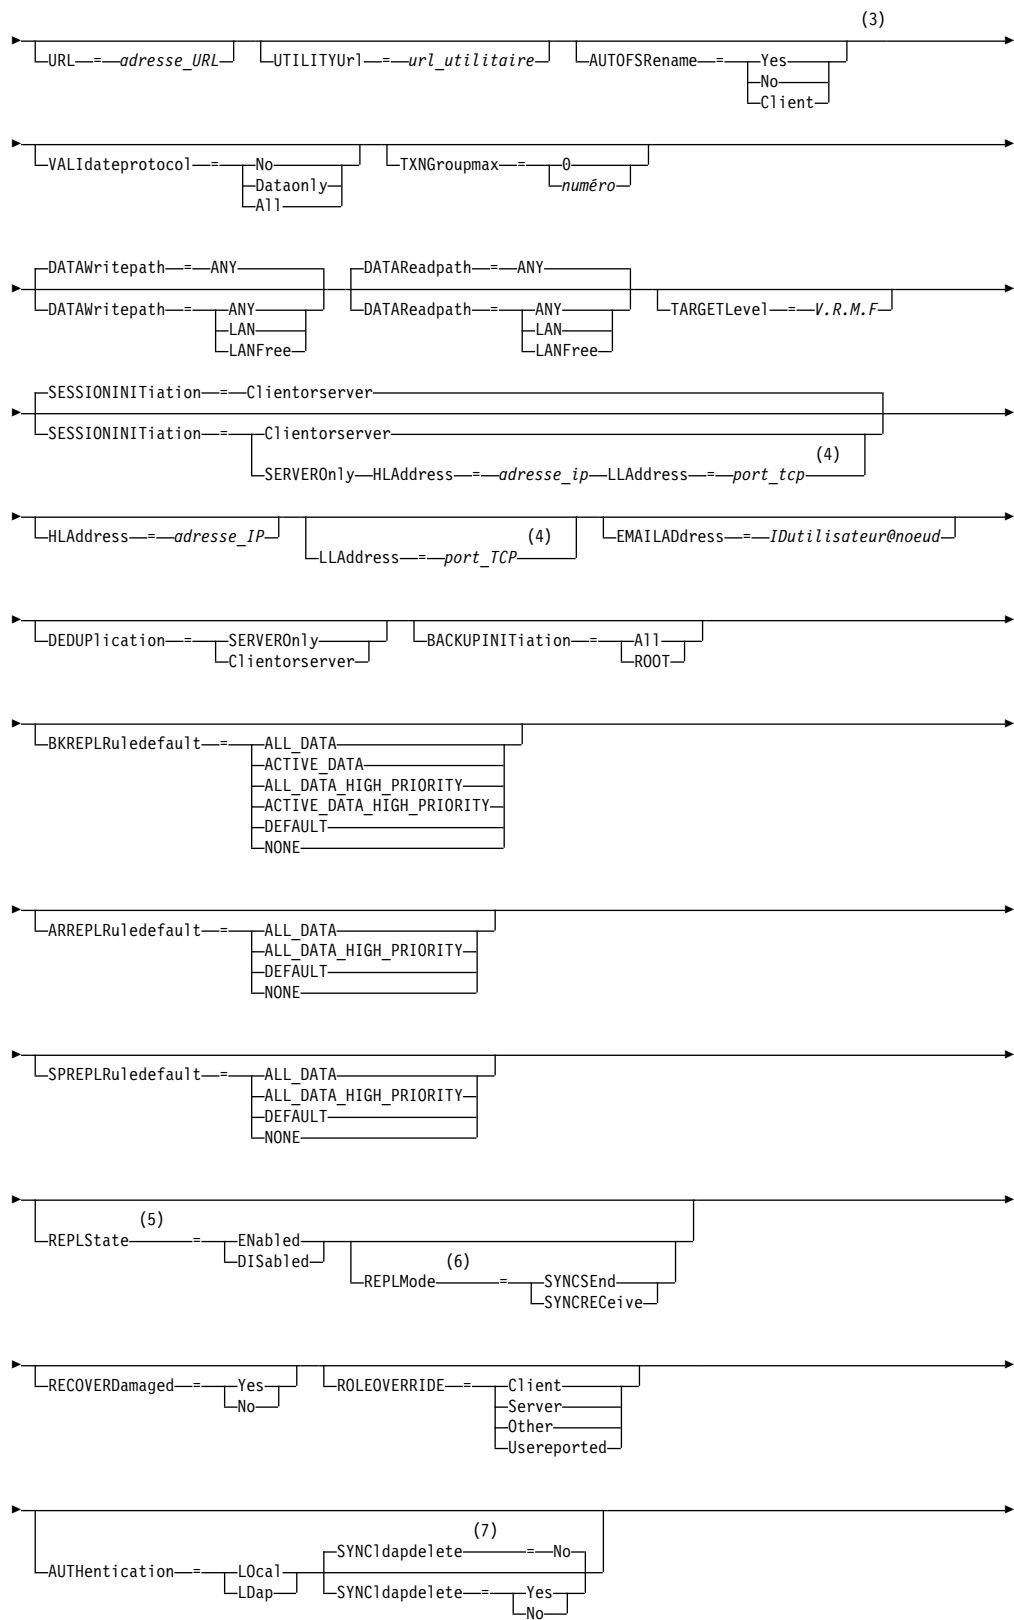 (3)
URL = adresse_URL UTILITYUrl = url_utilitaire AUTOFSRename = Yes
No
Client
VALIdateprotocol = No TXNGroupmax = 0
Dataonly numéro
All
DATAWritepath = ANY DATAReadpath = ANY
DATAWritepath = ANY DATAReadpath = ANY TARGETLevel = V.R.M.F
LAN LAN
LANFree LANFree
SESSIONINITiation = Clientorserver
SESSIONINITiation = Clientorserver
(4)
SERVEROnly HLAddress = adresse_ip LLAddress = port_tcp
HLAddress = adresse_IP (4) EMAILADdress = IDutilisateur@noeud
LLAddress = port_TCP
DEDUPlication = SERVEROnly BACKUPINITiation = All
Clientorserver ROOT
BKREPLRuledefault = ALL_DATA
ACTIVE_DATA
ALL_DATA_HIGH_PRIORITY
ACTIVE_DATA_HIGH_PRIORITY
DEFAULT
NONE
ARREPLRuledefault = ALL_DATA
ALL_DATA_HIGH_PRIORITY
DEFAULT
NONE
SPREPLRuledefault = ALL_DATA
ALL_DATA_HIGH_PRIORITY
DEFAULT
NONE
(5)
REPLState = ENabled
DISabled (6)
REPLMode = SYNCSEnd
SYNCRECeive
RECOVERDamaged = Yes ROLEOVERRIDE = Client
No Server
Other
Usereported
(7)
SYNCldapdelete = No
AUTHentication = LOcal
LDap SYNCldapdelete = Yes
No